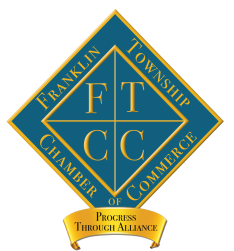 FRANKLIN
TOWNSHIP
F T
C C
CHAMBER
OF
COMMERCE
PROGRESS
THROUGH ALLIANCE